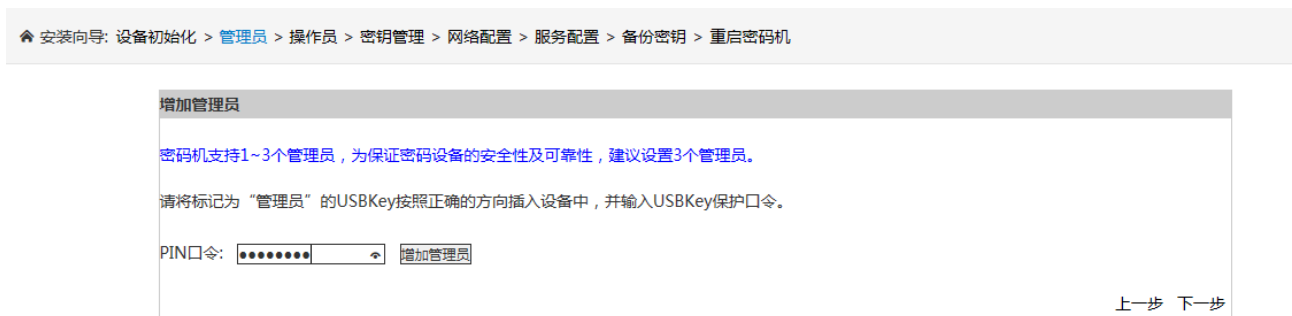 安装向导: 设备初始化 > 管理员 > 操作员 > 密钥管理 > 网络配置 > 服务配置 > 备份密钥 > 重启密码机
增加管理员
密码机支持1~3个管理员，为保证密码设备的安全性及可靠性，建议设置3个管理员。
请将标记为“管理员”的USBKey按照正确的方向插入设备中，并输入USBKey保护口令。
PIN口令: ●●●●●●●● 增加管理员
上一步 下一步